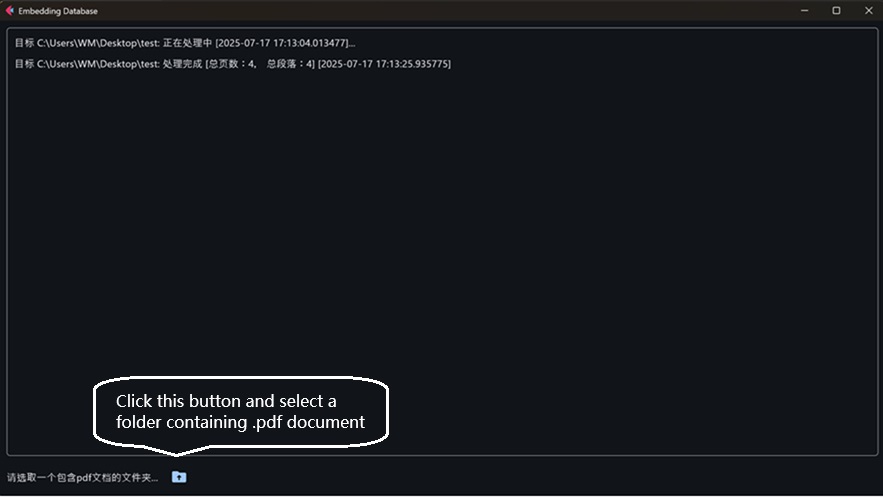 Embedding Database
目标 C:\Users\WM\Desktop\test: 正在处理中 [2025-07-17 17:13:04.013477]...
目标 C:\Users\WM\Desktop\test: 处理完成 [总页数：4, 总段落：4] [2025-07-17 17:13:25.935775]
Click this button and select a
folder containing .pdf document
请选取一个包含pdf文档的文件夹...